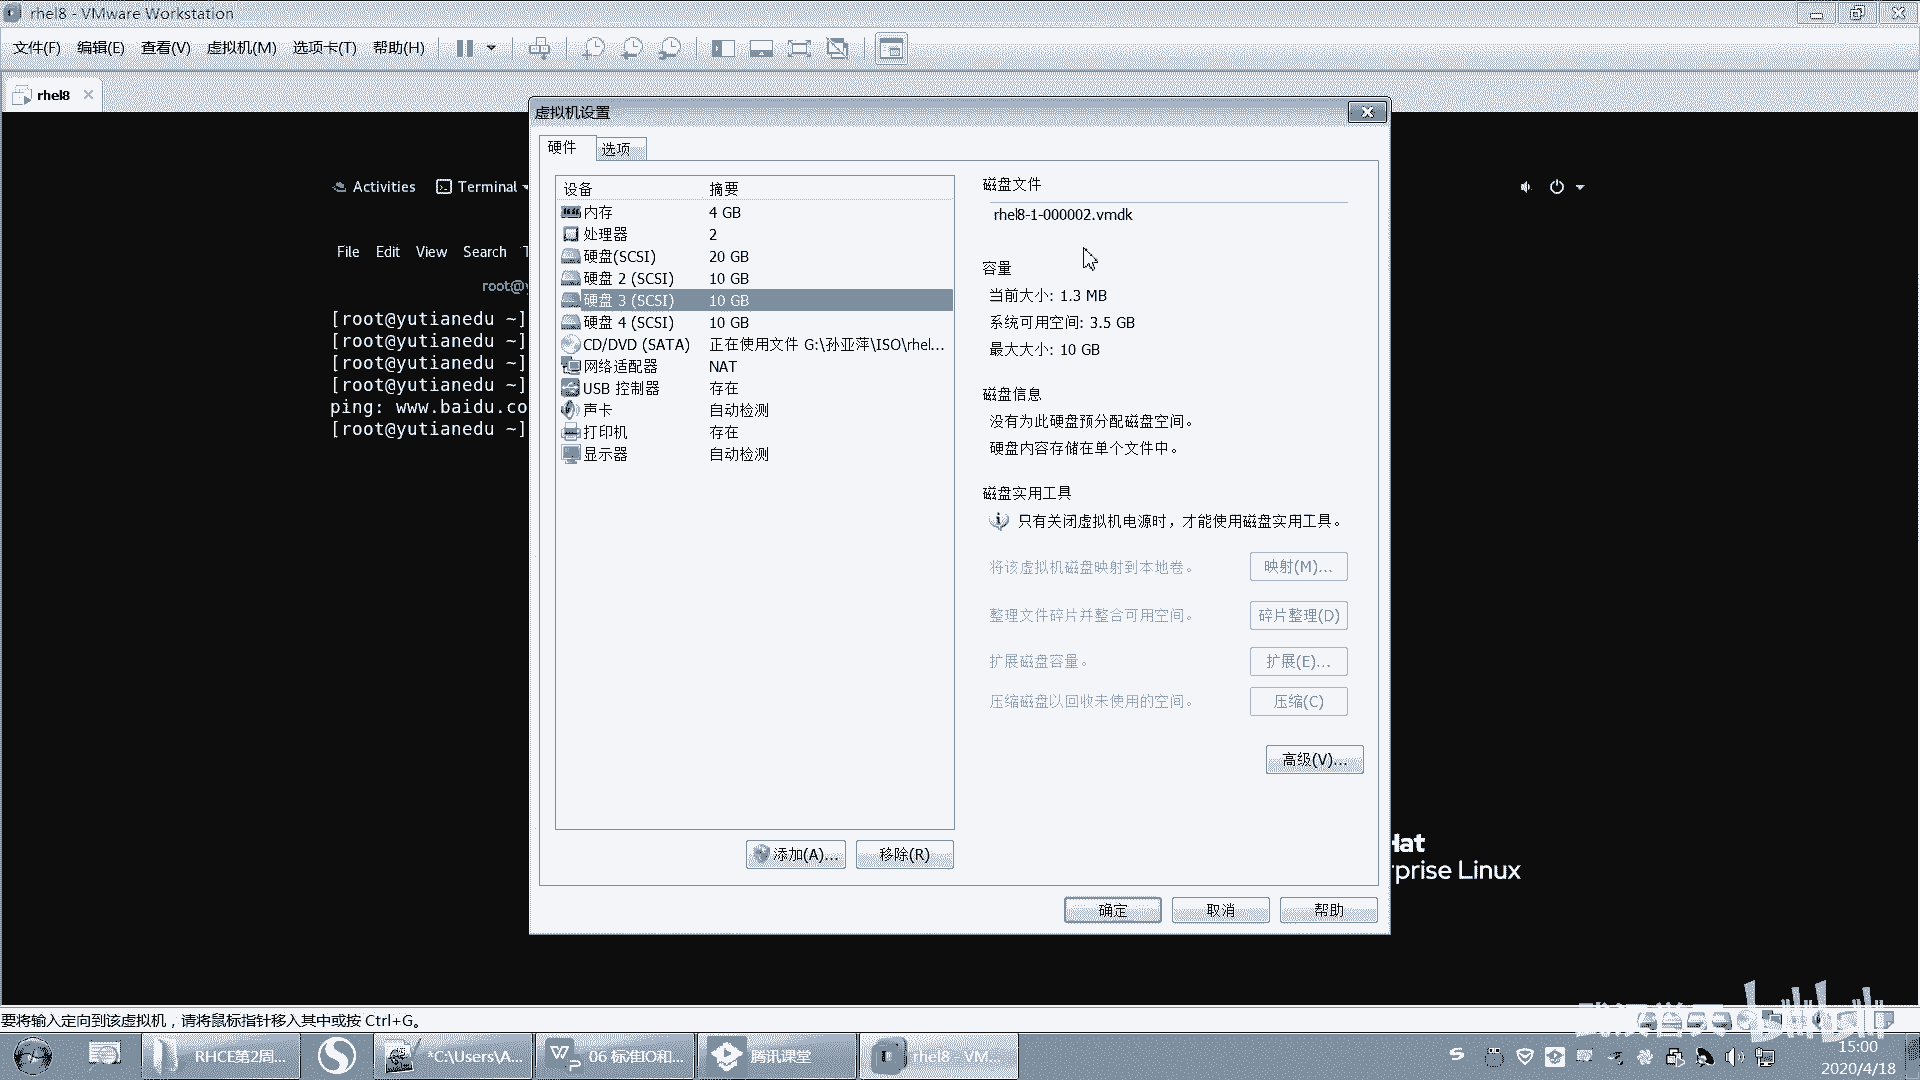 rhel8 - VMware Workstation
文件(F) 编辑(E) 查看(V) 虚拟机(M) 选项卡(T) 帮助(H)
rhel8
虚拟机设置
硬件 选项
设备 摘要
内存 4 GB
处理器 2
硬盘(SCSI) 20 GB
硬盘 2 (SCSI) 10 GB
硬盘 3 (SCSI) 10 GB
硬盘 4 (SCSI) 10 GB
CD/DVD (SATA) 正在使用文件 G:\孙亚萍\ISO\rhel...
网络适配器 NAT
USB 控制器 存在
声卡 自动检测
打印机 存在
显示器 自动检测
添加(A)... 移除(R)
磁盘文件
rhel8-1-000002.vmdk
容量
当前大小: 1.3 MB
系统可用空间: 3.5 GB
最大大小: 10 GB
磁盘信息
没有为此硬盘预分配磁盘空间。
硬盘内容存储在单个文件中。
磁盘实用工具
只有关闭虚拟机电源时，才能使用磁盘实用工具。
将该虚拟机磁盘映射到本地卷。 映射(M)...
整理文件碎片并整合可用空间。 碎片整理(D)
扩展磁盘容量。 扩展(E)...
压缩磁盘以回收未使用的空间。 压缩(C)
高级(V)...
确定 取消 帮助
Activities Terminal
File Edit View Search
root@
[root@yutianedu ~]
[root@yutianedu ~]
[root@yutianedu ~]
[root@yutianedu ~]
ping: www.baidu.co
[root@yutianedu ~]
Hat
rprise Linux
要将输入定向到该虚拟机，请将鼠标指针移入其中或按 Ctrl+G。
RHCE第2周... *C:\Users\A... 06 标准IO和... 腾讯课堂 rhel8 - VM...
15:00
2020/4/18
bilibili